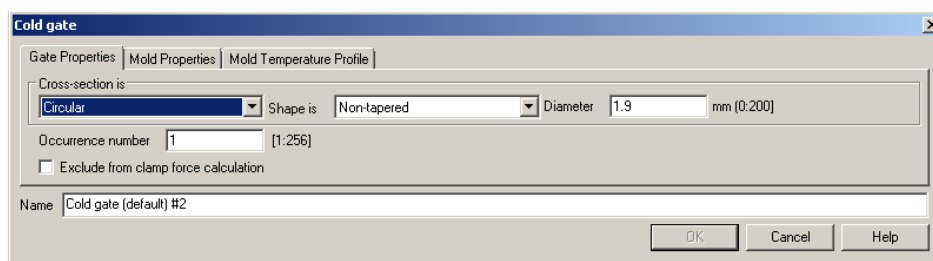 Cold gate
Gate Properties Mold Properties Mold Temperature Profile
Cross-section is
Circular Shape is Non-tapered Diameter 1.9 mm (0:200]
Occurrence number 1 [1:256]
Exclude from clamp force calculation
Name Cold gate (default) #2
OK Cancel Help